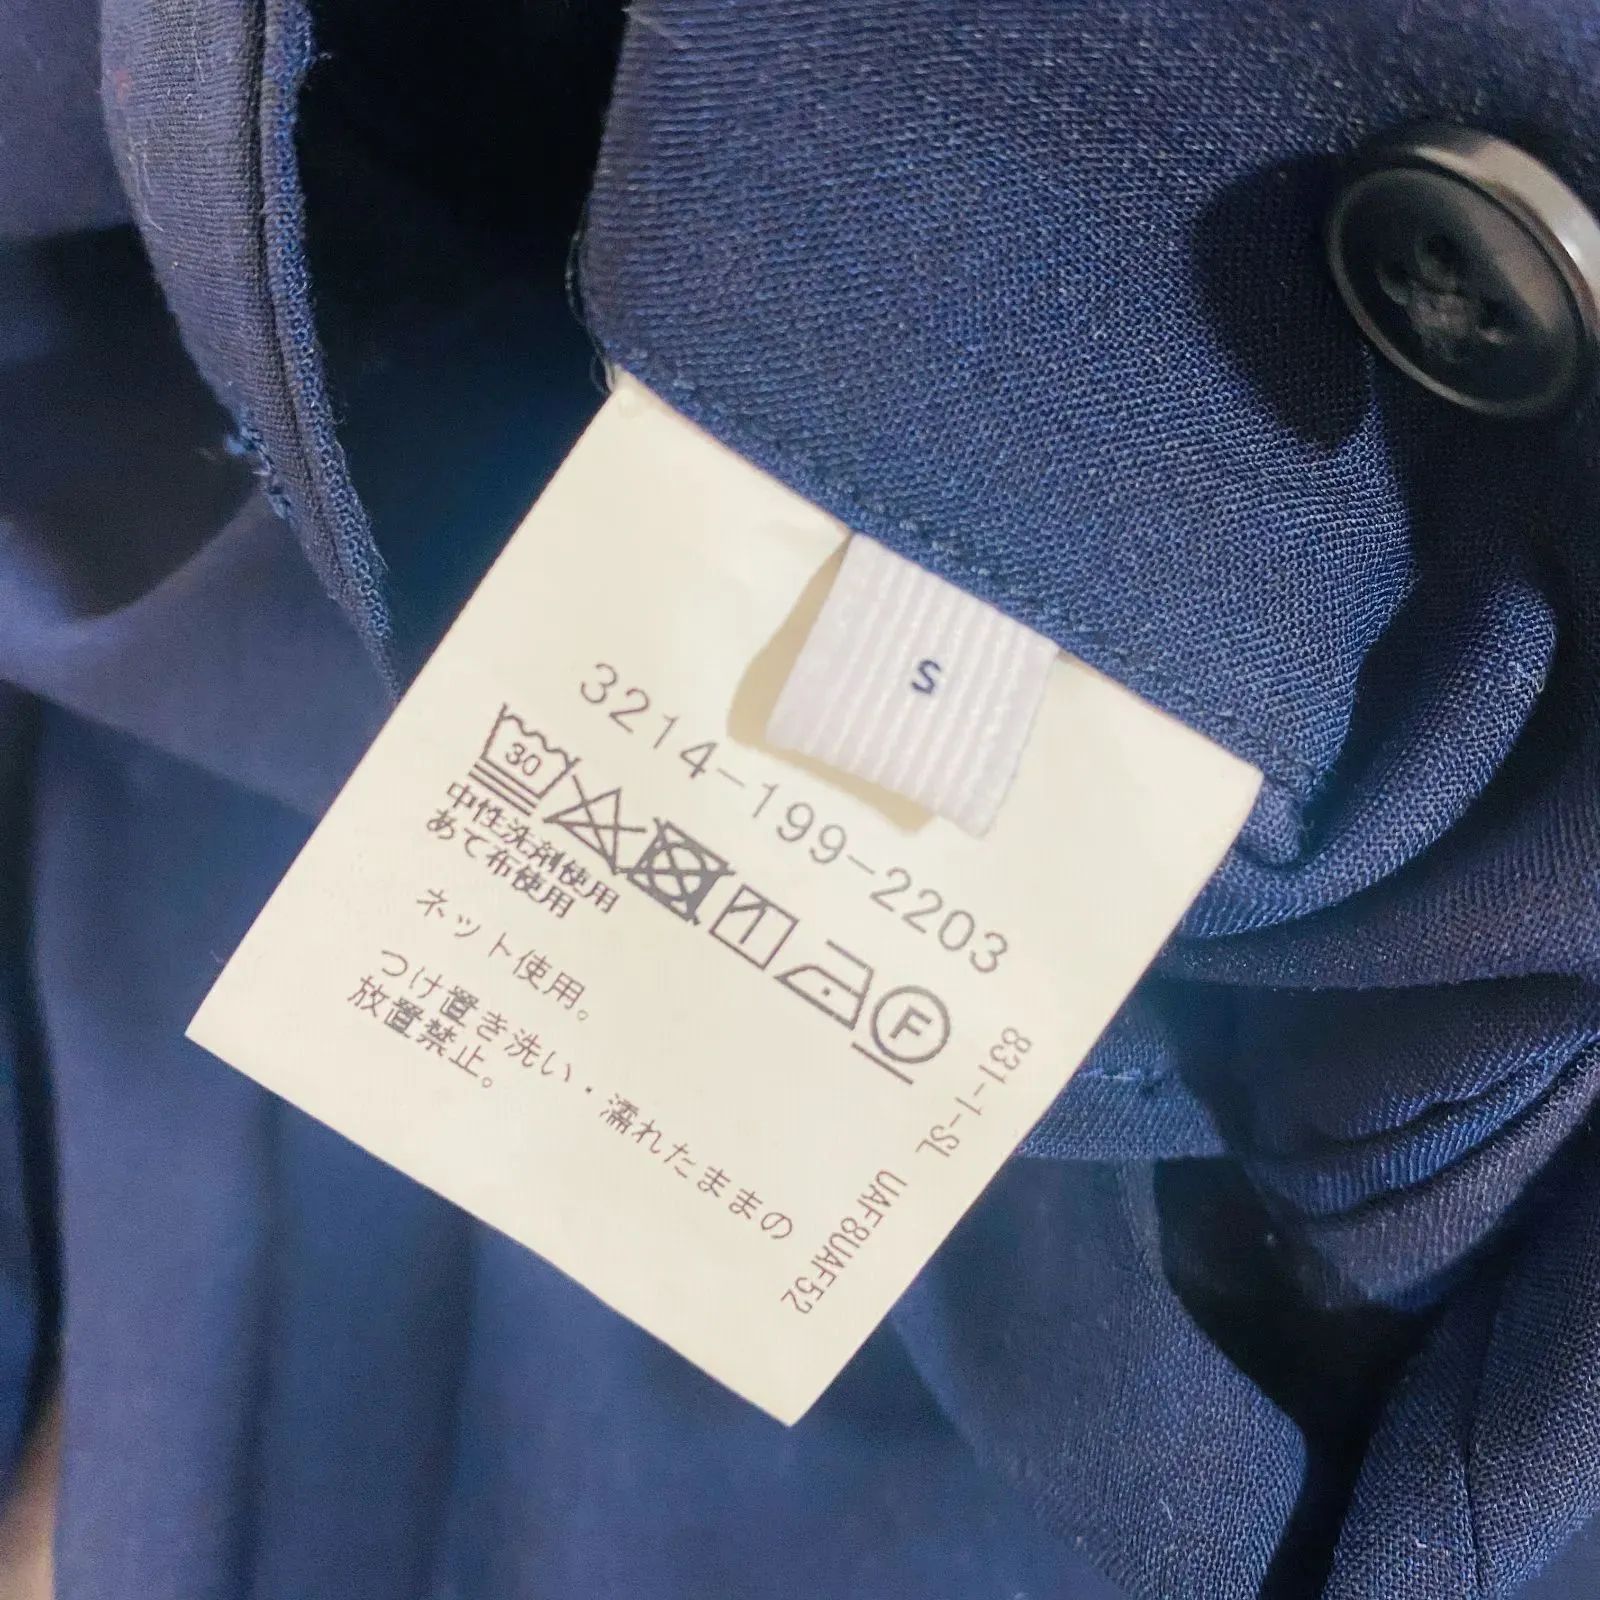 S
3214-199-2203
30
F
中性洗剤使用
あて布使用
ネット使用。
つけ置き洗い・濡れたままの
放置禁止。
831-1-SL UAF8UAF52